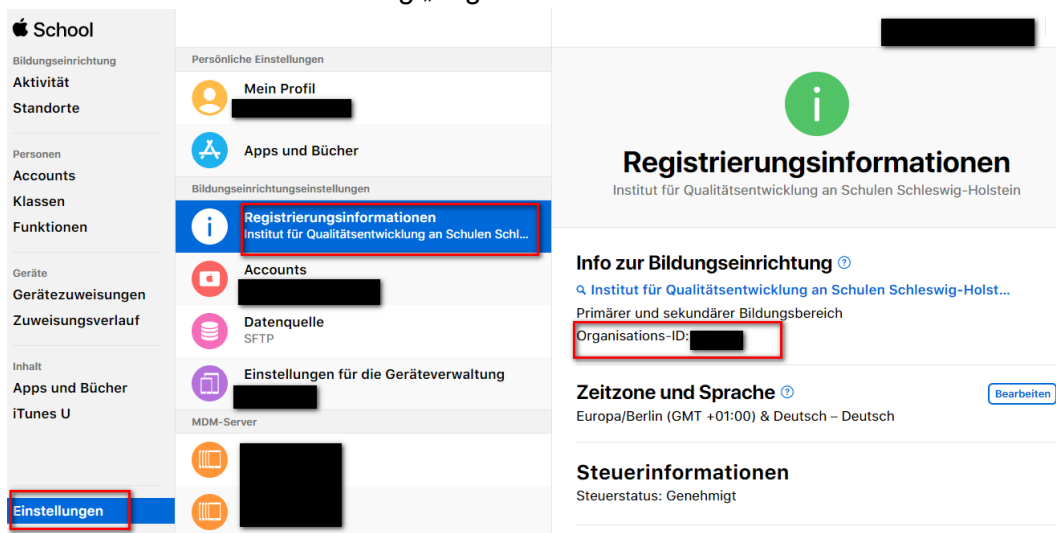 School
Bildungseinrichtung
Aktivität
Standorte
Personen
Accounts
Klassen
Funktionen
Geräte
Gerätezuweisungen
Zuweisungsverlauf
Inhalt
Apps und Bücher
iTunes U
Einstellungen
Persönliche Einstellungen
Mein Profil
Apps und Bücher
Bildungseinrichtungseinstellungen
Registrierungsinformationen
Institut für Qualitätsentwicklung an Schulen Schl...
Accounts
Datenquelle
SFTP
Einstellungen für die Geräteverwaltung
MDM-Server
Registrierungsinformationen
Institut für Qualitätsentwicklung an Schulen Schleswig-Holstein
Info zur Bildungseinrichtung
Institut für Qualitätsentwicklung an Schulen Schleswig-Holst...
Primärer und sekundärer Bildungsbereich
Organisations-ID:
Zeitzone und Sprache
Bearbeiten
Europa/Berlin (GMT +01:00) & Deutsch – Deutsch
Steuerinformationen
Steuerstatus: Genehmigt